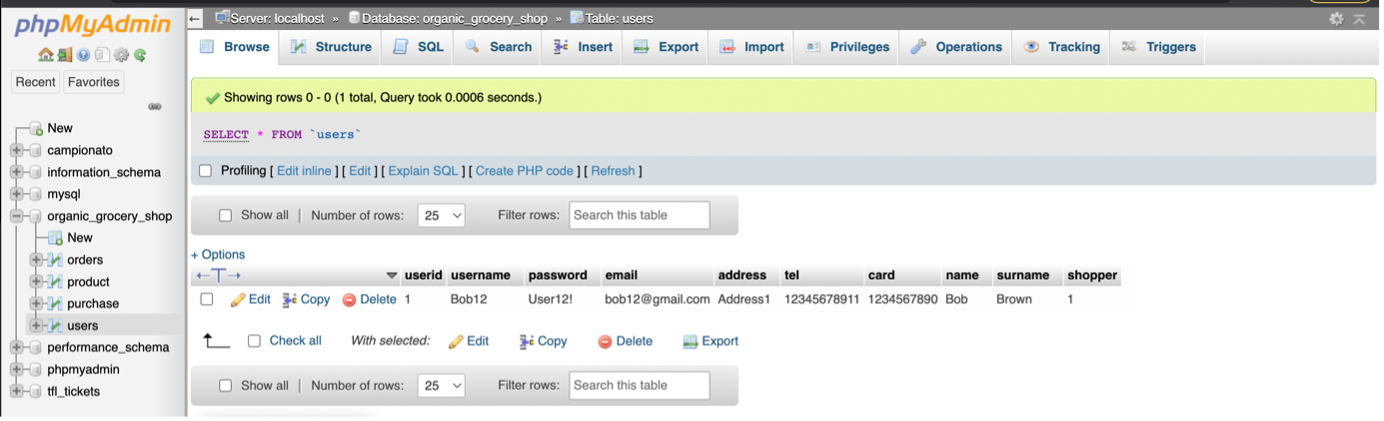 phpMyAdmin
Recent Favorites
New
campionato
information_schema
mysql
organic_grocery_shop
New
orders
product
purchase
users
performance_schema
phpmyadmin
tfl_tickets
Server: localhost » Database: organic_grocery_shop » Table: users
Browse Structure SQL Search Insert Export Import Privileges Operations Tracking Triggers
Showing rows 0 - 0 (1 total, Query took 0.0006 seconds.)
SELECT * FROM `users`
Profiling [ Edit inline ] [ Edit ] [ Explain SQL ] [ Create PHP code ] [ Refresh ]
Show all | Number of rows: 25 Filter rows: Search this table
+ Options
←T→ userid username password email address tel card name surname shopper
Edit Copy Delete 1 Bob12 User12! bob12@gmail.com Address1 12345678911 1234567890 Bob Brown 1
Check all With selected: Edit Copy Delete Export
Show all | Number of rows: 25 Filter rows: Search this table